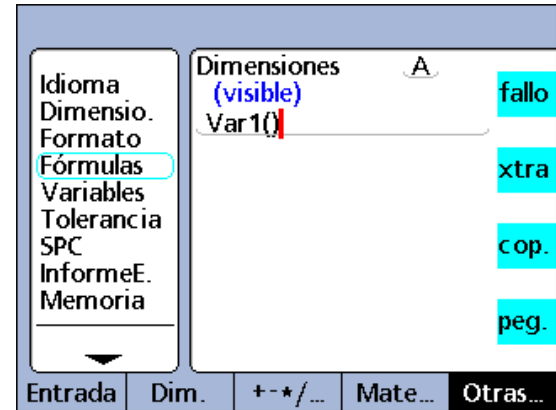 Idioma
Dimensio.
Formato
Fórmulas
Variables
Tolerancia
SPC
InformeE.
Memoria
Dimensiones A
(visible)
Var1()
fallo
xtra
cop.
peg.
Entrada Dim. +-*/... Mate... Otras...